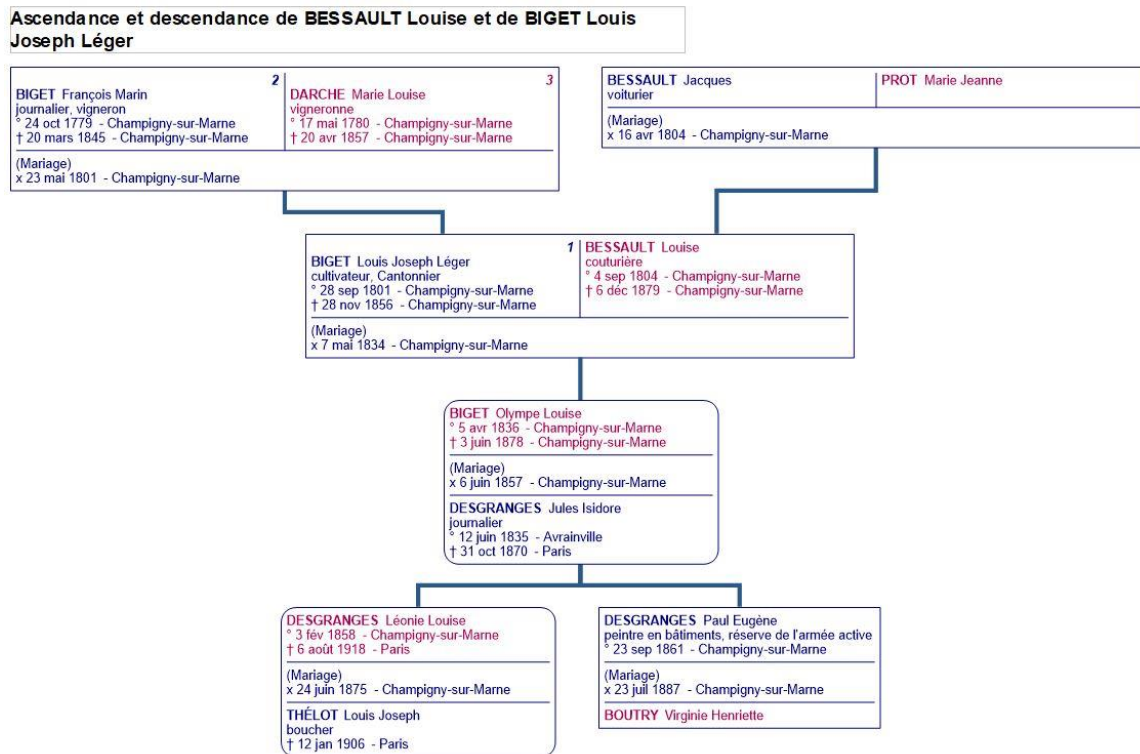 Ascendance et descendance de BESSAULT Louise et de BIGET Louis
Joseph Léger
2
BIGET François Marin
journalier, vigneron
° 24 oct 1779 - Champigny-sur-Marne
† 20 mars 1845 - Champigny-sur-Marne
3
DARCHE Marie Louise
vigneronne
° 17 mai 1780 - Champigny-sur-Marne
† 20 avr 1857 - Champigny-sur-Marne
(Mariage)
x 23 mai 1801 - Champigny-sur-Marne
BESSAULT Jacques
voiturier
PROT Marie Jeanne
(Mariage)
x 16 avr 1804 - Champigny-sur-Marne
1
BIGET Louis Joseph Léger
cultivateur, Cantonnier
° 28 sep 1801 - Champigny-sur-Marne
† 28 nov 1856 - Champigny-sur-Marne
BESSAULT Louise
couturière
° 4 sep 1804 - Champigny-sur-Marne
† 6 déc 1879 - Champigny-sur-Marne
(Mariage)
x 7 mai 1834 - Champigny-sur-Marne
BIGET Olympe Louise
° 5 avr 1836 - Champigny-sur-Marne
† 3 juin 1878 - Champigny-sur-Marne
(Mariage)
x 6 juin 1857 - Champigny-sur-Marne
DESGRANGES Jules Isidore
journalier
° 12 juin 1835 - Avrainville
† 31 oct 1870 - Paris
DESGRANGES Léonie Louise
° 3 fév 1858 - Champigny-sur-Marne
† 6 août 1918 - Paris
(Mariage)
x 24 juin 1875 - Champigny-sur-Marne
THÉLOT Louis Joseph
boucher
† 12 jan 1906 - Paris
DESGRANGES Paul Eugène
peintre en bâtiments, réserve de l'armée active
° 23 sep 1861 - Champigny-sur-Marne
(Mariage)
x 23 juil 1887 - Champigny-sur-Marne
BOUTRY Virginie Henriette